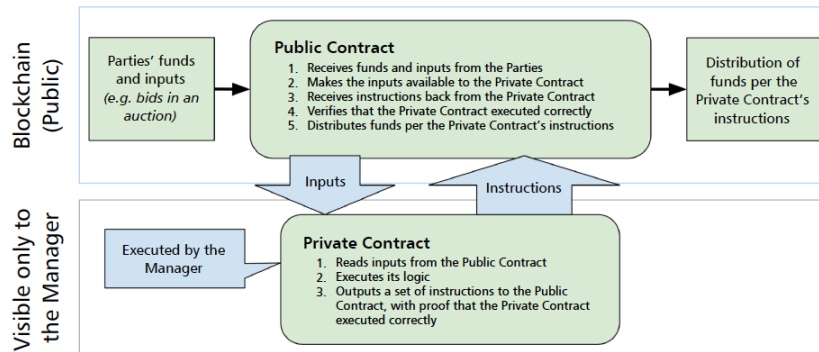 Blockchain
(Public)
Parties' funds
and inputs
(e.g. bids in an
auction)
Public Contract
1. Receives funds and inputs from the Parties
2. Makes the inputs available to the Private Contract
3. Receives instructions back from the Private Contract
4. Verifies that the Private Contract executed correctly
5. Distributes funds per the Private Contract's instructions
Distribution of
funds per the
Private Contract's
instructions
Inputs
Instructions
Visible only to
the Manager
Executed by the
Manager
Private Contract
1. Reads inputs from the Public Contract
2. Executes its logic
3. Outputs a set of instructions to the Public
Contract, with proof that the Private Contract
executed correctly